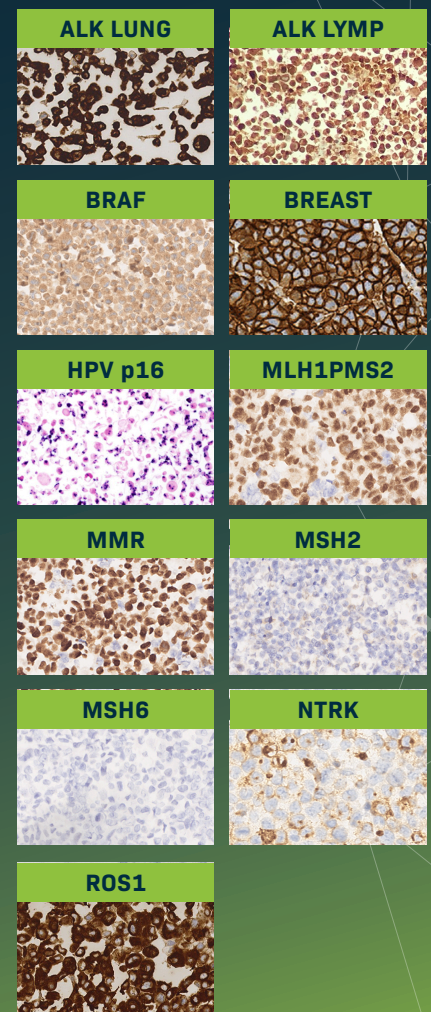 ALK LUNG
ALK LYMP
BRAF
BREAST
HPV p16
MLH1PMS2
MMR
MSH2
MSH6
NTRK
ROS1